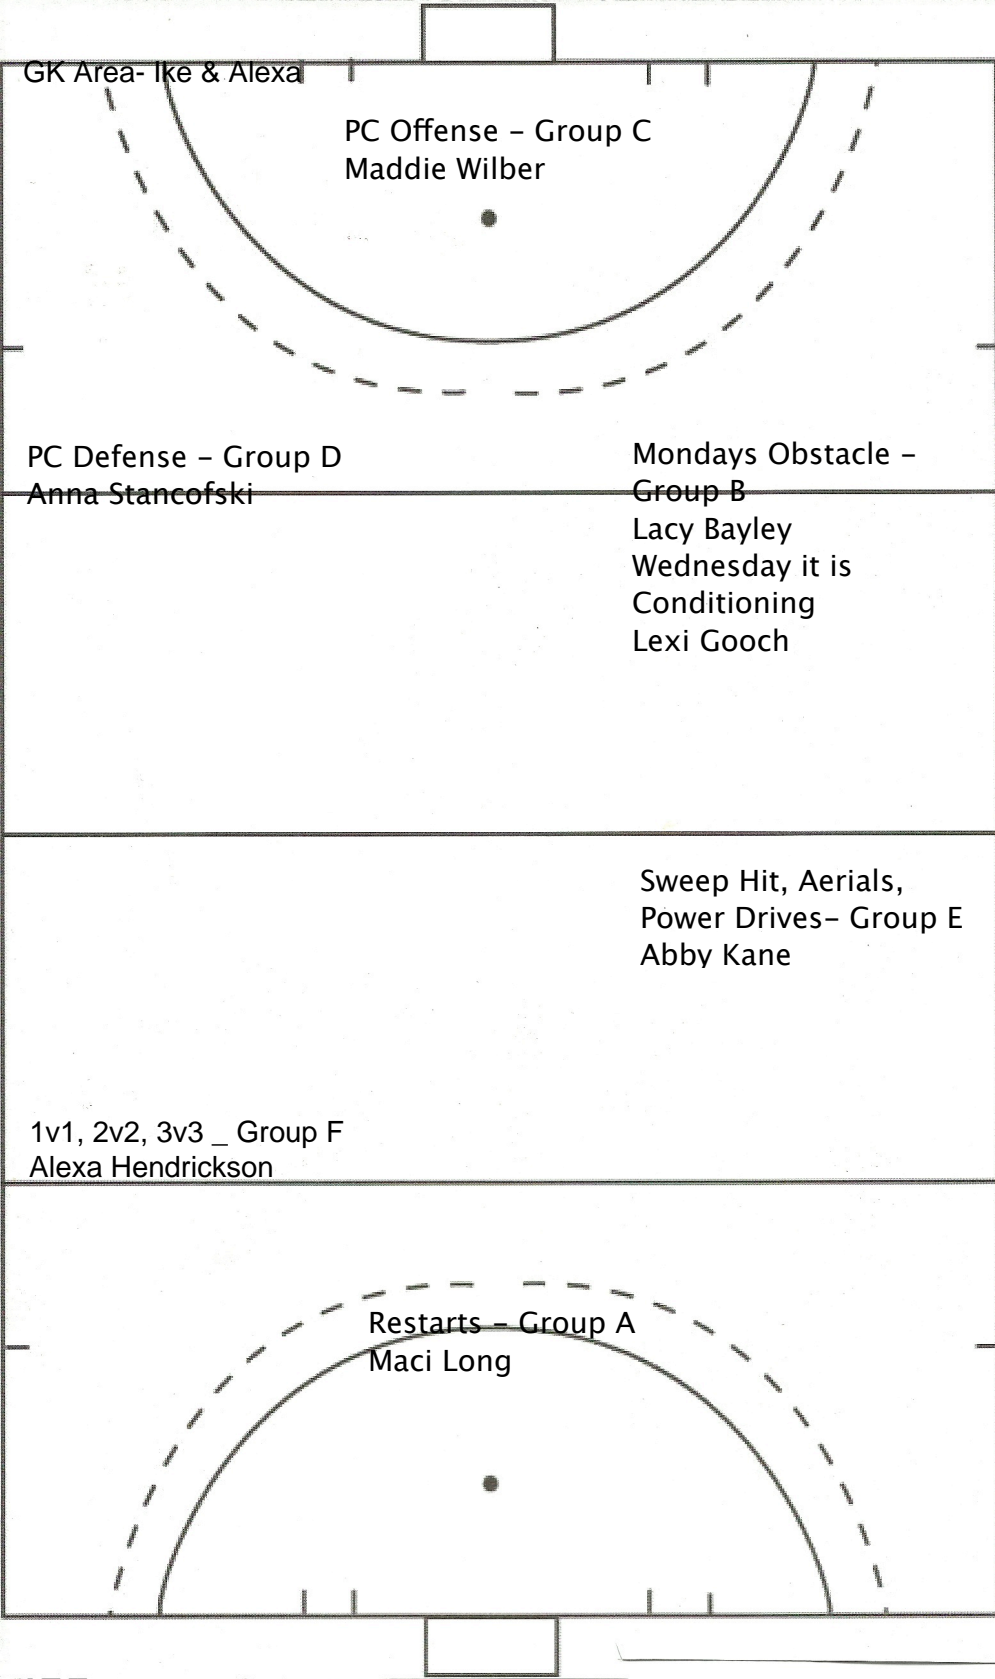 GK Area- Ike & Alexa
PC Offense – Group C
Maddie Wilber
PC Defense – Group D
Anna Stancofski
Mondays Obstacle –
Group B
Lacy Bayley
Wednesday it is
Conditioning
Lexi Gooch
Sweep Hit, Aerials,
Power Drives– Group E
Abby Kane
1v1, 2v2, 3v3 _ Group F
Alexa Hendrickson
Restarts – Group A
Maci Long